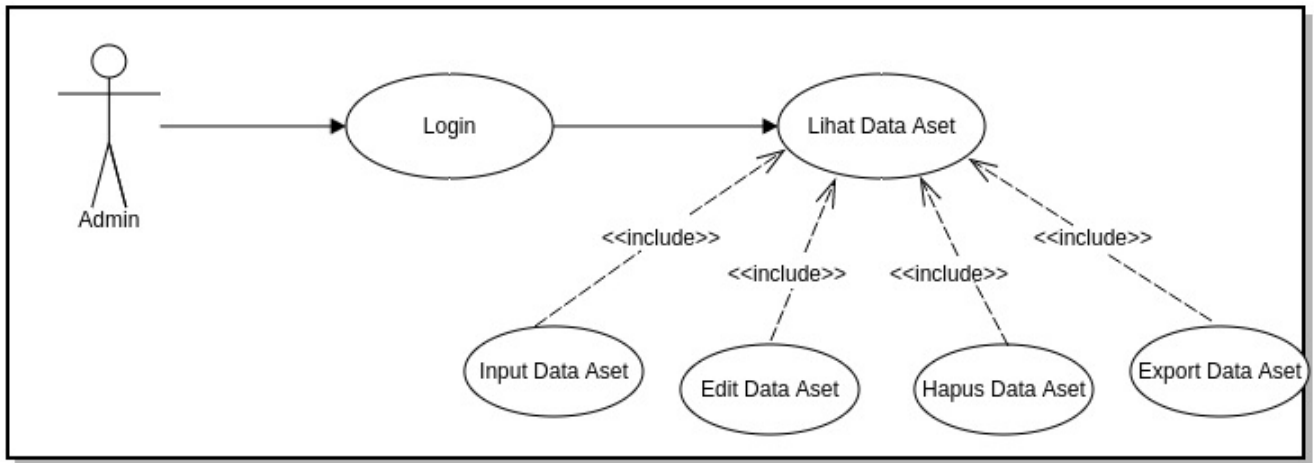 Login
Lihat Data Aset
Admin
<<include>>
<<include>>
<<include>>
<<include>>
Input Data Aset
Edit Data Aset
Hapus Data Aset
Export Data Aset